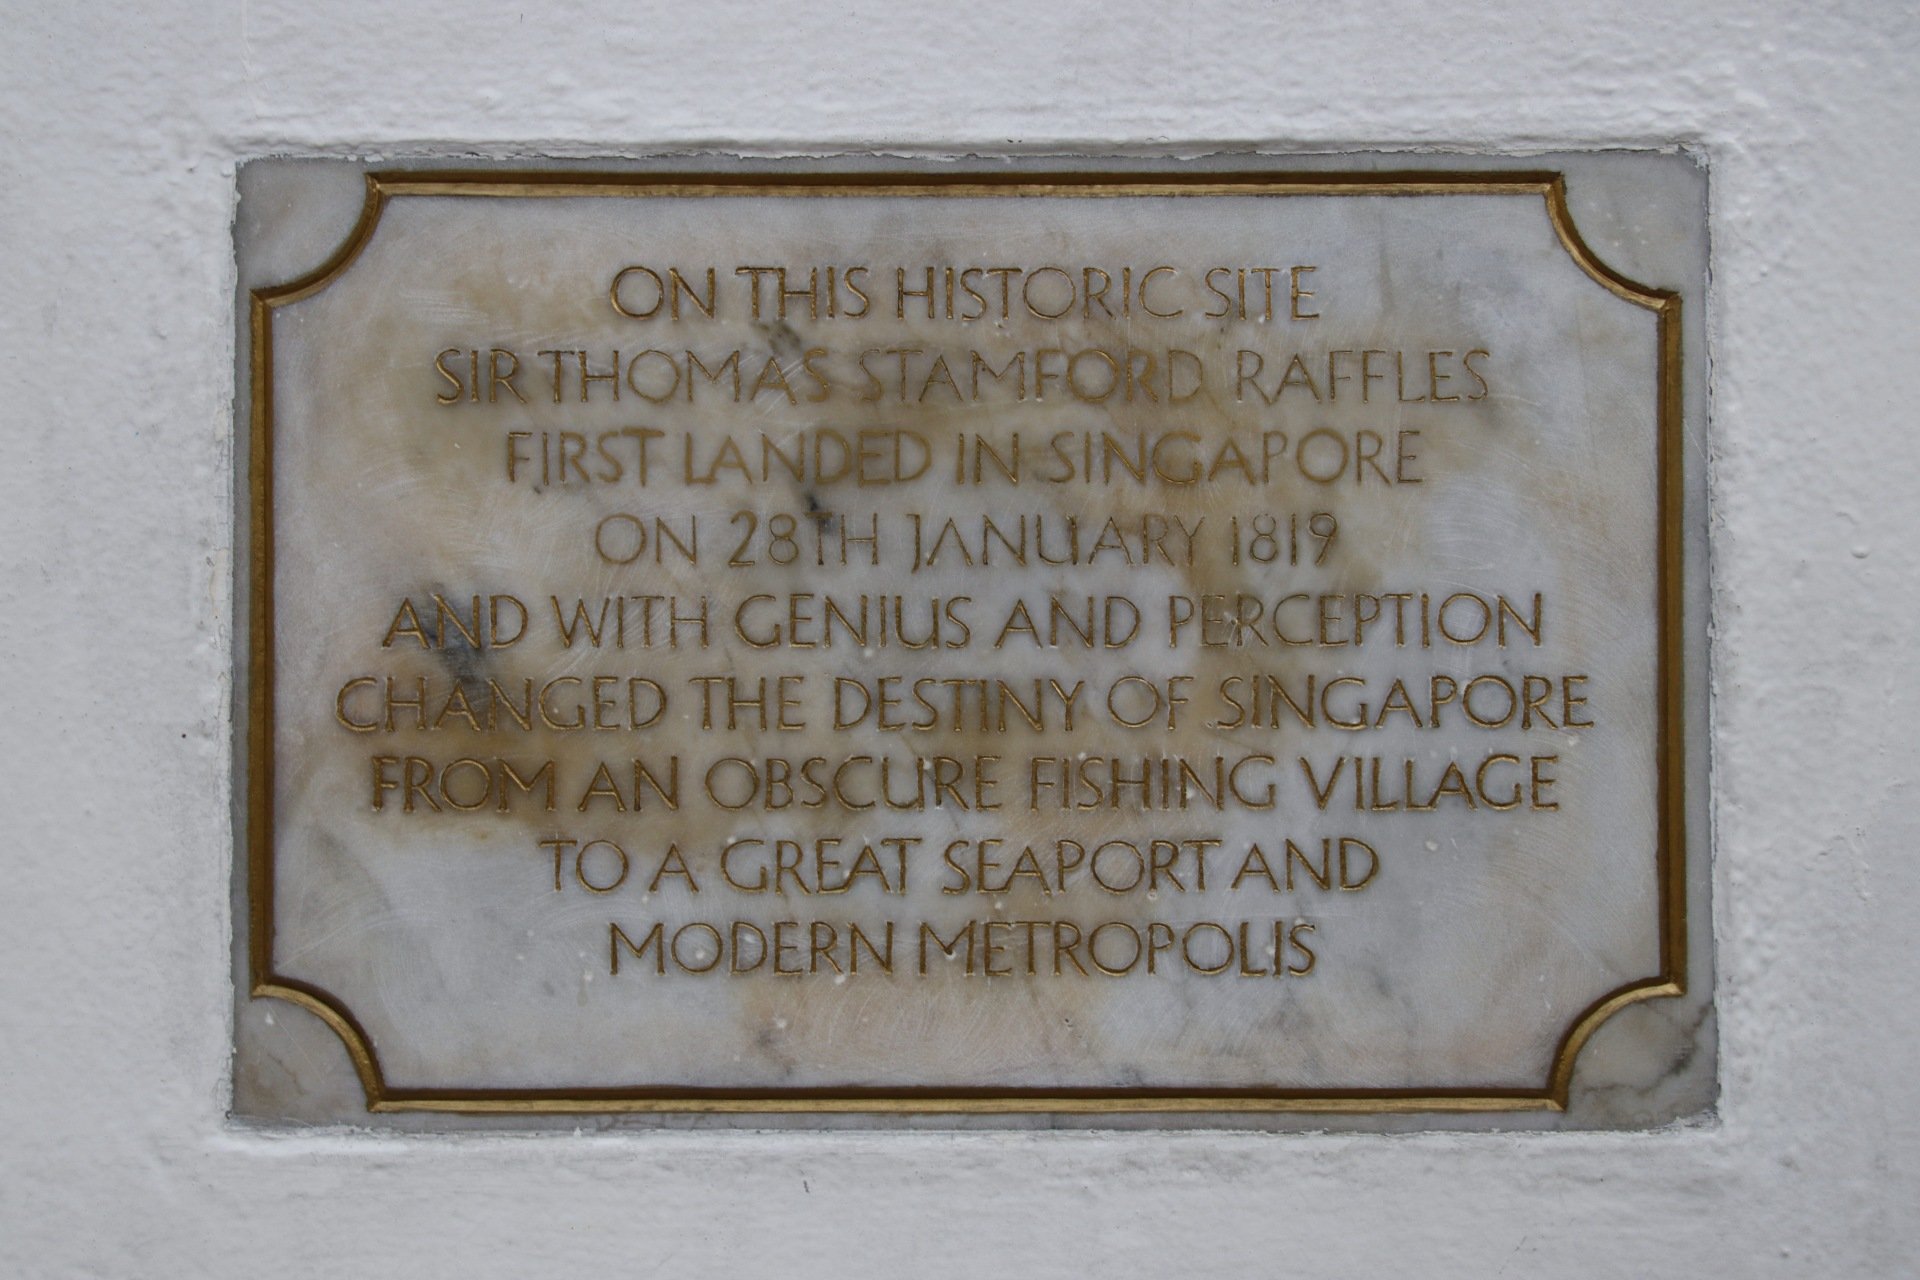 ON THIS HISTORIC SITE
SIR THOMAS STAMFORD RAFFLES
FIRST LANDED IN SINGAPORE
ON 28TH JANUARY 1819
AND WITH GENIUS AND PERCEPTION
CHANGED THE DESTINY OF SINGAPORE
FROM AN OBSCURE FISHING VILLAGE
TO A GREAT SEAPORT AND
MODERN METROPOLIS